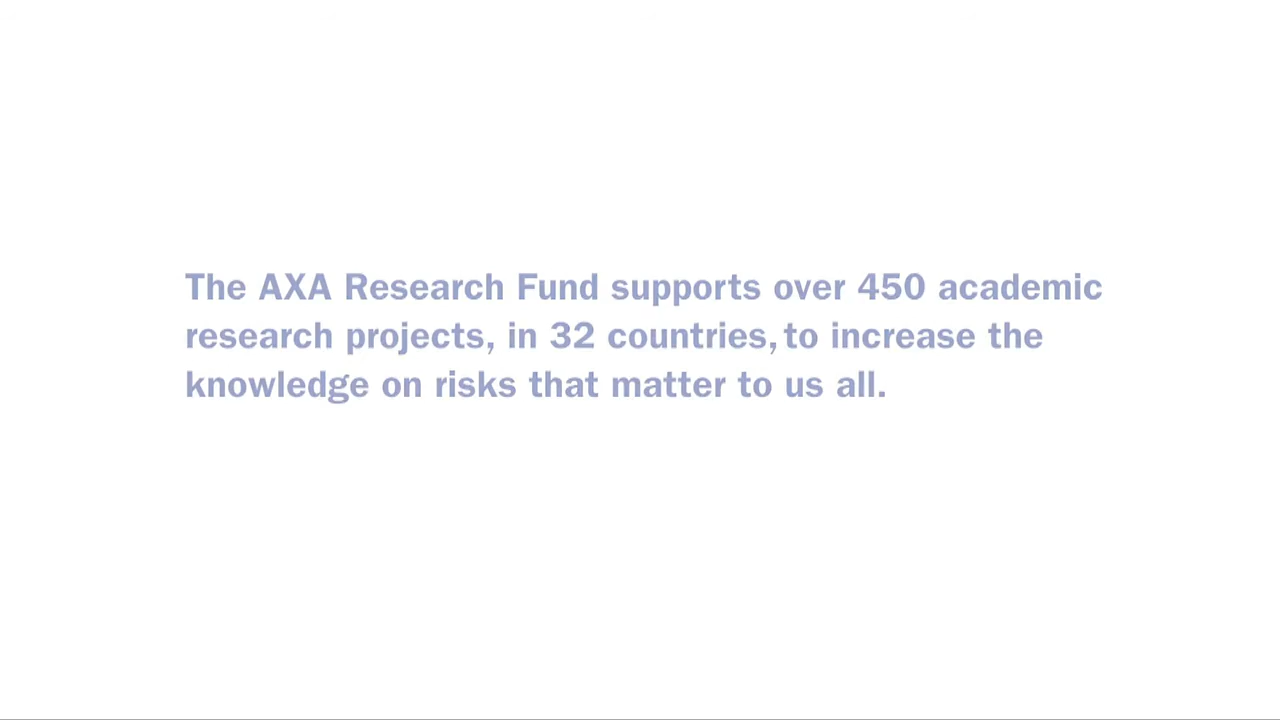 The AXA Research Fund supports over 450 academic
research projects, in 32 countries, to increase the
knowledge on risks that matter to us all.